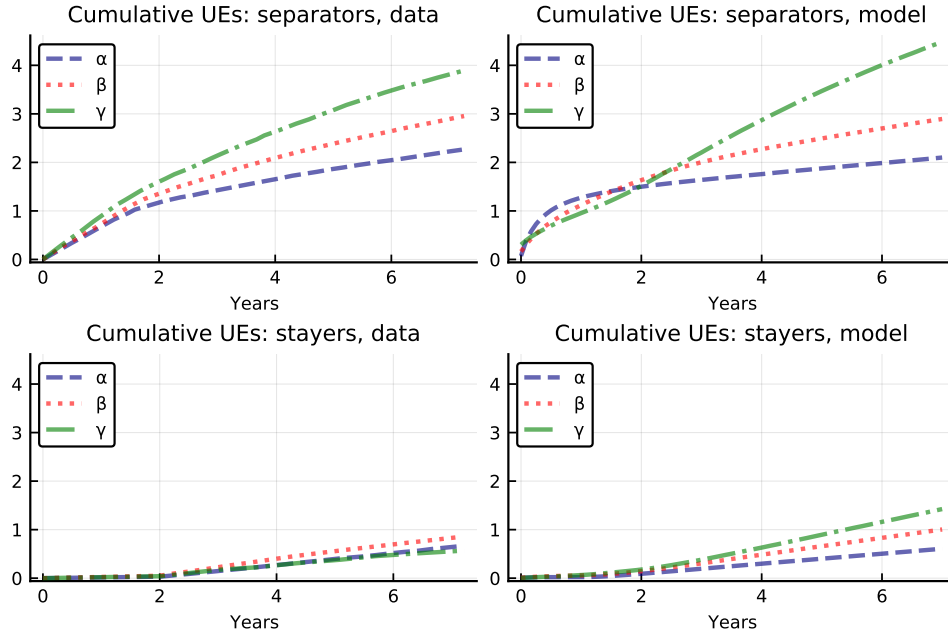 Cumulative UEs: separators, data
4
3
2
1
0
α
β
γ
0 2 4 6
Years
Cumulative UEs: separators, model
4
3
2
1
0
α
β
γ
0 2 4 6
Years
Cumulative UEs: stayers, data
4
3
2
1
0
α
β
γ
0 2 4 6
Years
Cumulative UEs: stayers, model
4
3
2
1
0
α
β
γ
0 2 4 6
Years